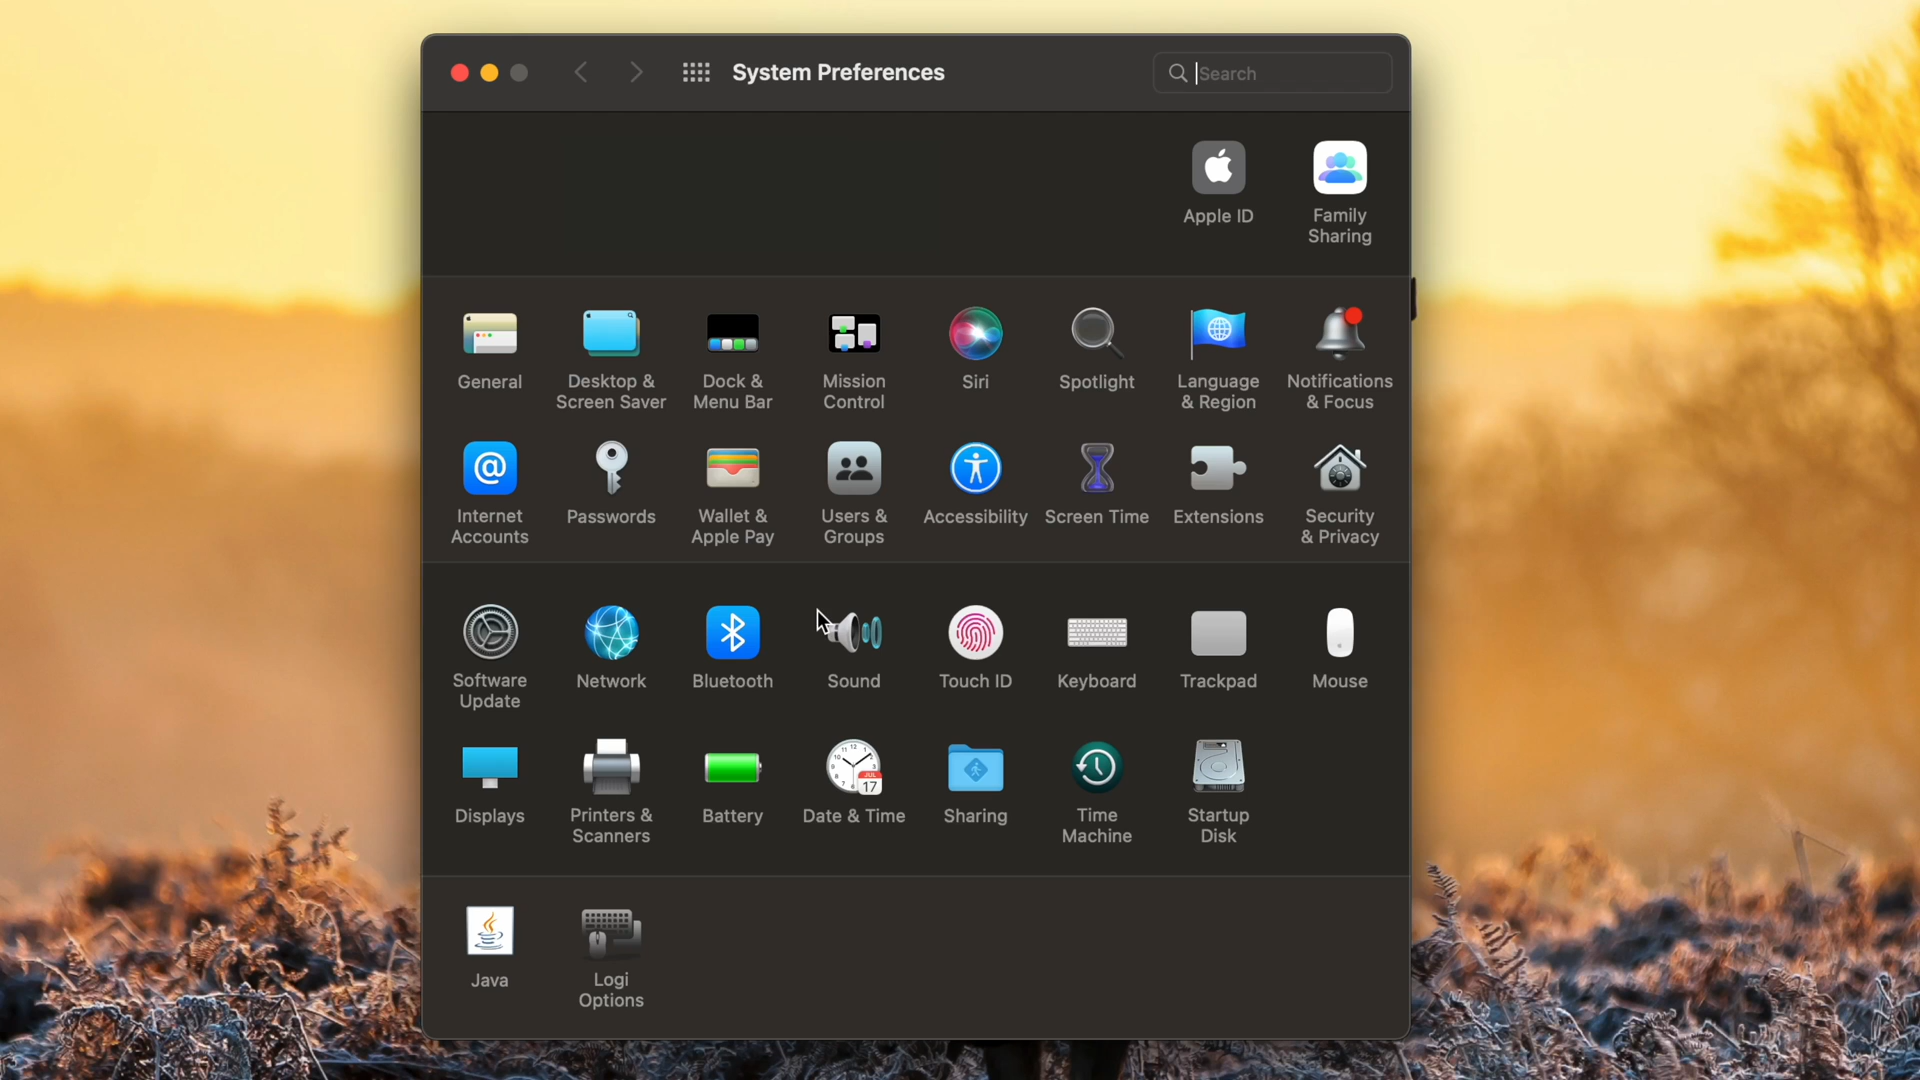 System Preferences
Search
Apple ID
Family
Sharing
General
Desktop &
Screen Saver
Dock &
Menu Bar
Mission
Control
Siri
Spotlight
Language
& Region
Notifications
& Focus
@
Internet
Accounts
Passwords
Wallet &
Apple Pay
Users &
Groups
Accessibility
Screen Time
Extensions
Security
& Privacy
Software
Update
Network
Bluetooth
Sound
Touch ID
Keyboard
Trackpad
Mouse
Displays
Printers &
Scanners
Battery
JUL
17
Date & Time
Sharing
Time
Machine
Startup
Disk
Java
Logi
Options